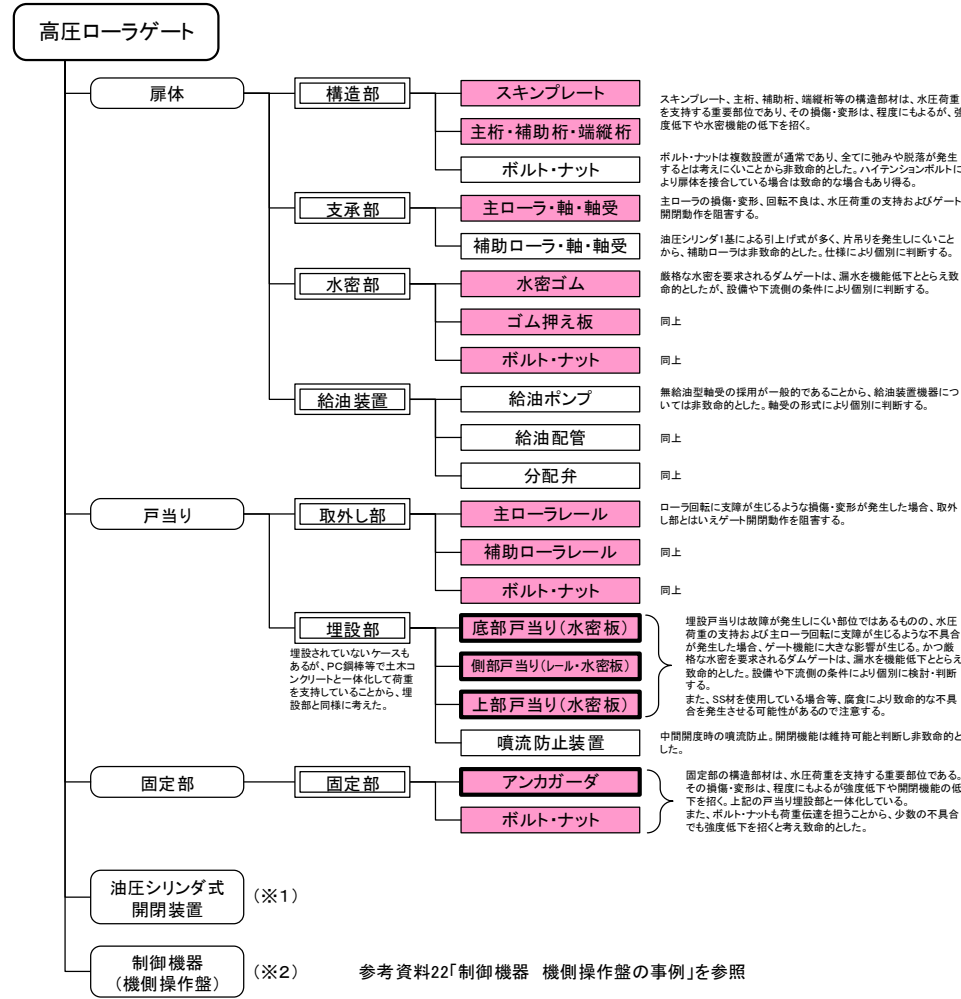 高圧ローラゲート
扉体
構造部
スキンプレート
スキンプレート、主桁、補助桁、端縦桁等の構造部材は、水圧荷重
を支持する重要部位であり、その損傷・変形は、程度にもよるが、強
度低下や水密機能の低下を招く。
主桁・補助桁・端縦桁
ボルト・ナット
ボルト・ナットは複数設置が通常であり、全てに弛みや脱落が発生
するとは考えにくいことから非致命的とした。ハイテンションボルトに
より扉体を接合している場合は致命的な場合もあり得る。
支承部
主ローラ・軸・軸受
主ローラの損傷・変形、回転不良は、水圧荷重の支持およびゲート
開閉動作を阻害する。
補助ローラ・軸・軸受
油圧シリンダ1基による引上げ式が多く、片吊りを発生しにくいこと
から、補助ローラは非致命的とした。仕様により個別に判断する。
水密部
水密ゴム
厳格な水密を要求されるダムゲートは、漏水を機能低下ととらえ致
命的としたが、設備や下流側の条件により個別に判断する。
ゴム押え板
同上
ボルト・ナット
同上
給油装置
給油ポンプ
無給油型軸受の採用が一般的であることから、給油装置機器につ
いては非致命的とした。軸受の形式により個別に判断する。
給油配管
同上
分配弁
同上
戸当り
取外し部
主ローラレール
ローラ回転に支障が生じるような損傷・変形が発生した場合、取外
し部とはいえゲート開閉動作を阻害する。
補助ローラレール
同上
ボルト・ナット
同上
埋設部
埋設されていないケースも
あるが、PC鋼棒等で土木コ
ンクリートと一体化して荷重
を支持していることから、埋
設部と同様に考えた。
底部戸当り(水密板)
側部戸当り(レール・水密板)
上部戸当り(水密板)
埋設戸当りは故障が発生しにくい部位ではあるものの、水圧
荷重の支持および主ローラ回転に支障が生じるような不具合
が発生した場合、ゲート機能に大きな影響が生じる。かつ厳
格な水密を要求されるダムゲートは、漏水を機能低下ととらえ
致命的とした。設備や下流側の条件により個別に検討・判断
する。
また、SS材を使用している場合等、腐食により致命的な不具
合を発生させる可能性があるので注意する。
噴流防止装置
中間開度時の噴流防止。開閉機能は維持可能と判断し非致命的と
した。
固定部
固定部
アンカガーダ
ボルト・ナット
固定部の構造部材は、水圧荷重を支持する重要部位である。
その損傷・変形は、程度にもよるが強度低下や開閉機能の低
下を招く。上記の戸当り埋設部と一体化している。
また、ボルト・ナットも荷重伝達を担うことから、少数の不具合
でも強度低下を招くと考え致命的とした。
油圧シリンダ式
開閉装置
(※1)
制御機器
(機側操作盤)
(※2)
参考資料22「制御機器 機側操作盤の事例」を参照